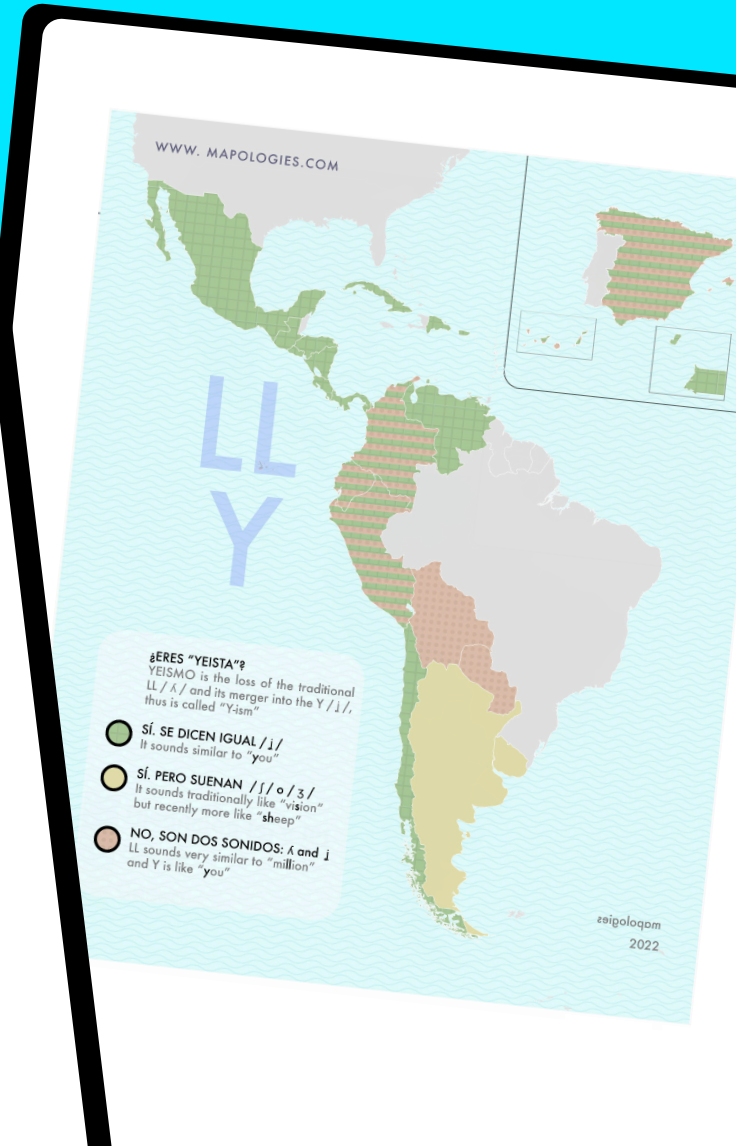 WWW. MAPOLOGIES.COM
LL
Y
¿ERES "YEISTA"?
YEISMO is the loss of the traditional
LL / ʎ / and its merger into the Y / ʝ /,
thus is called "Y-ism"
SÍ. SE DICEN IGUAL / ʝ /
It sounds similar to "you"
SÍ. PERO SUENAN / ʃ / o / ʒ /
It sounds traditionally like "vision"
but recently more like "sheep"
NO, SON DOS SONIDOS: ʎ and ʝ
LL sounds very similar to "million"
and Y is like "you"
mapologies
2022